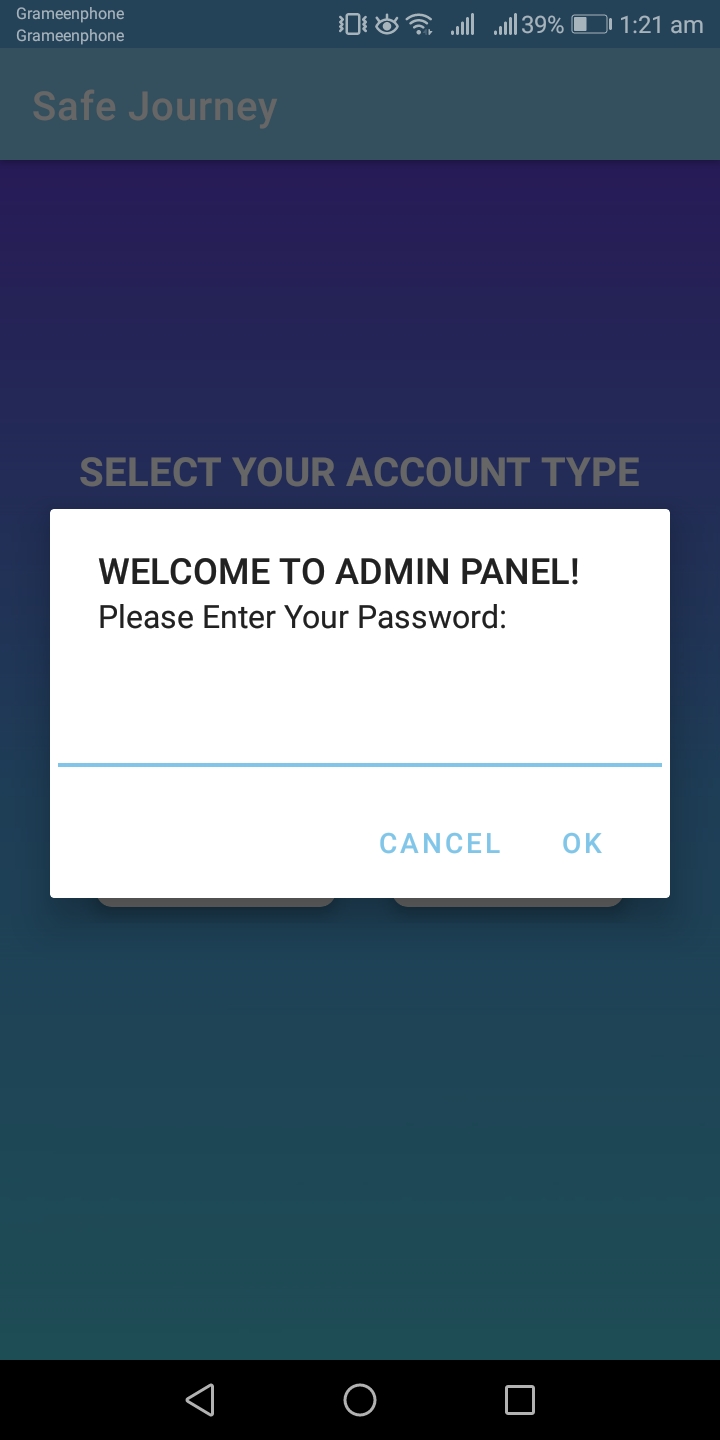 Grameenphone
Grameenphone
39% 1:21 am
Safe Journey
SELECT YOUR ACCOUNT TYPE
WELCOME TO ADMIN PANEL!
Please Enter Your Password:
CANCEL OK